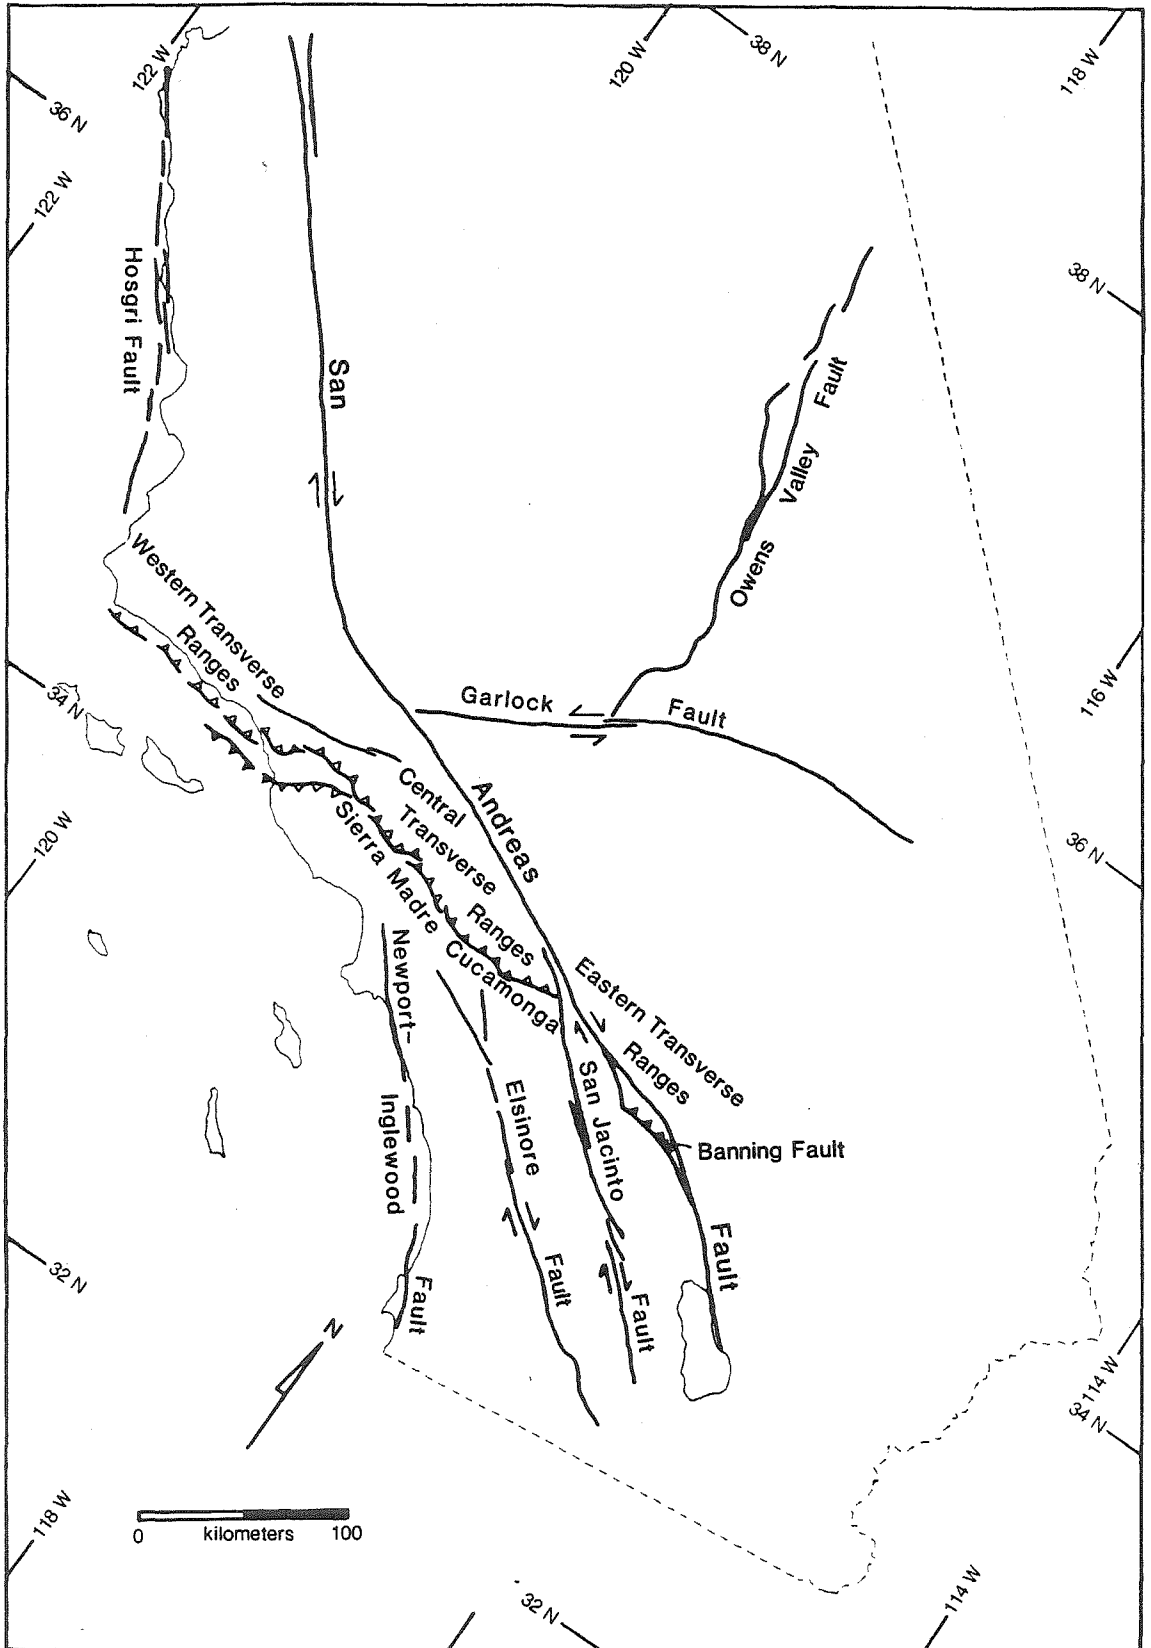 122 W
120 W
38 N
118 W
36 N
122 W
38 N
Hosgri Fault
San
Owens Valley Fault
Western Transverse
Ranges
116 W
34 N
Garlock Fault
Andreas
Central
Transverse
Ranges
120 W
36 N
Sierra Madre
Cucamonga
Newport-
Inglewood
Fault
Eastern Transverse
Ranges
San Jacinto
Fault
Elsinore
Fault
Banning Fault
Fault
32 N
N
114 W
34 N
118 W
0 kilometers 100
32 N
114 W